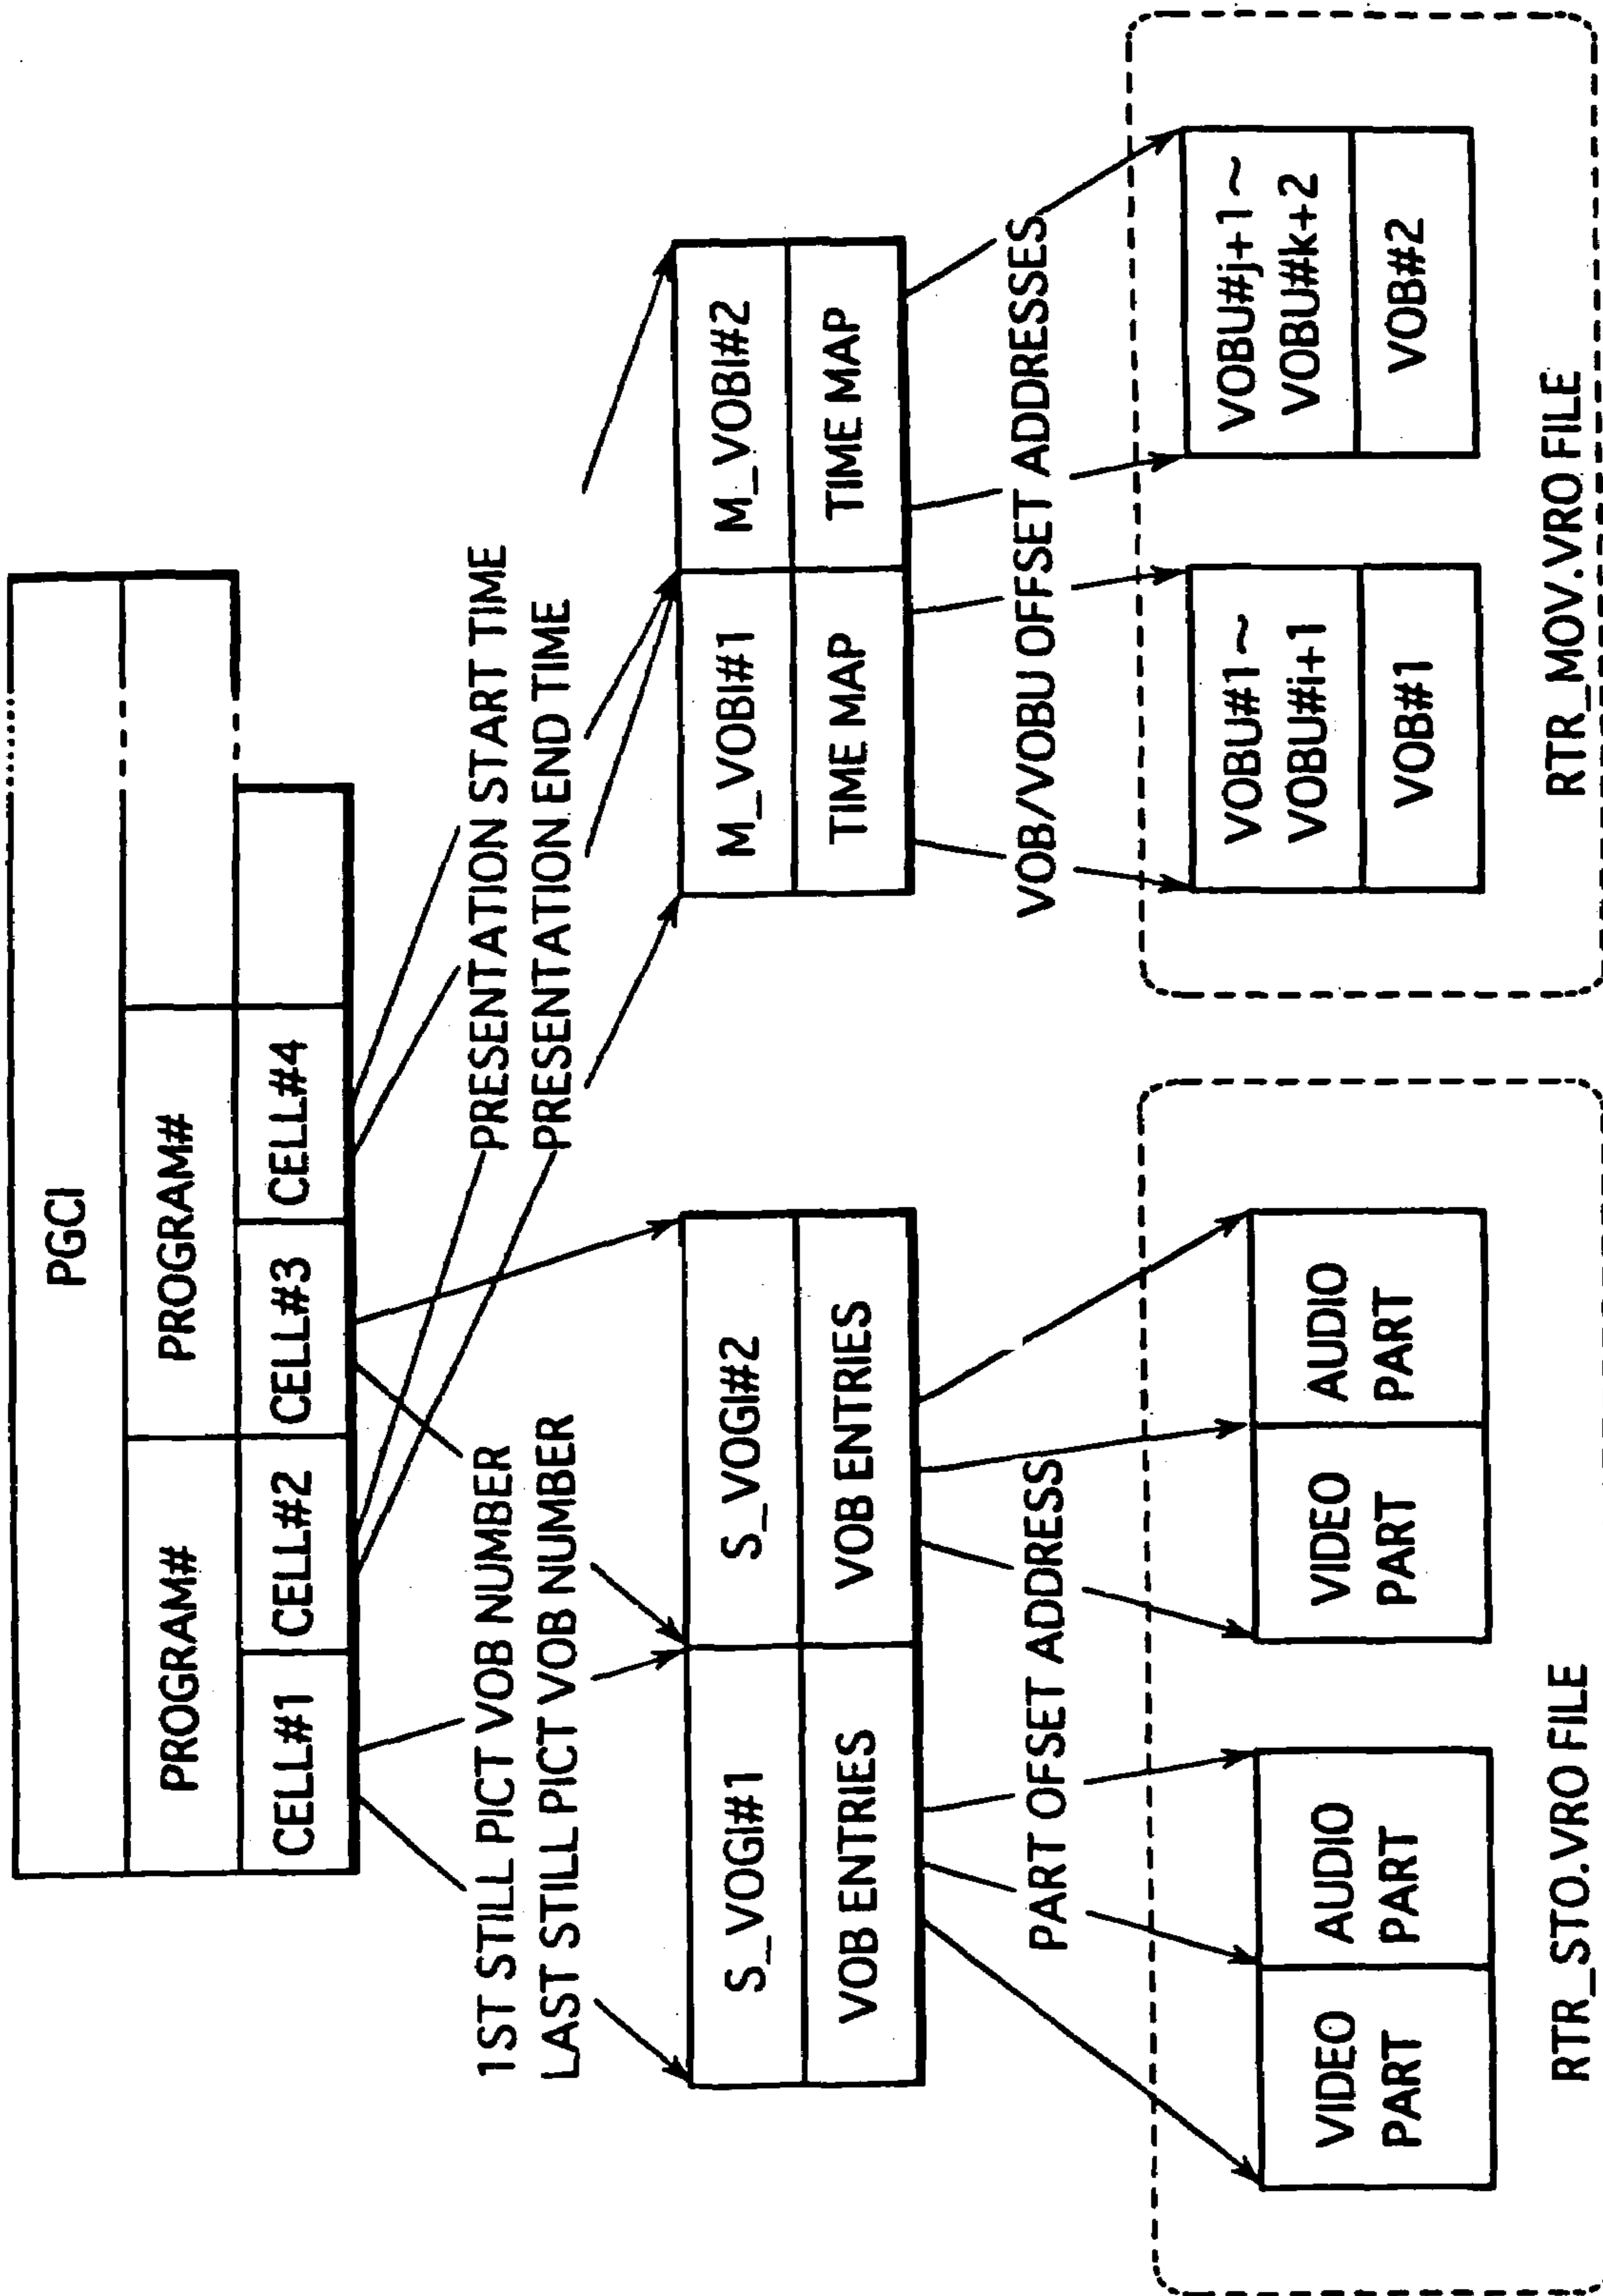 PGCI
PROGRAM#
PROGRAM#
CELL#1
CELL#2
CELL#3
CELL#4
1ST STILL PICT VOB NUMBER
LAST STILL PICT VOB NUMBER
PRESENTATION START TIME
PRESENTATION END TIME
S_VOGI#1
S_VOGI#2
VOB ENTRIES
VOB ENTRIES
M_VOBI#1
M_VOBI#2
TIME MAP
TIME MAP
PART OFFSET ADDRESS
VOB/VOBU OFFSET ADDRESSES
VIDEO
PART
AUDIO
PART
VIDEO
PART
AUDIO
PART
VOBU#1~
VOBU#i+1
VOB#1
VOBU#j+1~
VOBU#k+2
VOB#2
RTR_STO.VRO FILE
RTR_MOV.VRO FILE